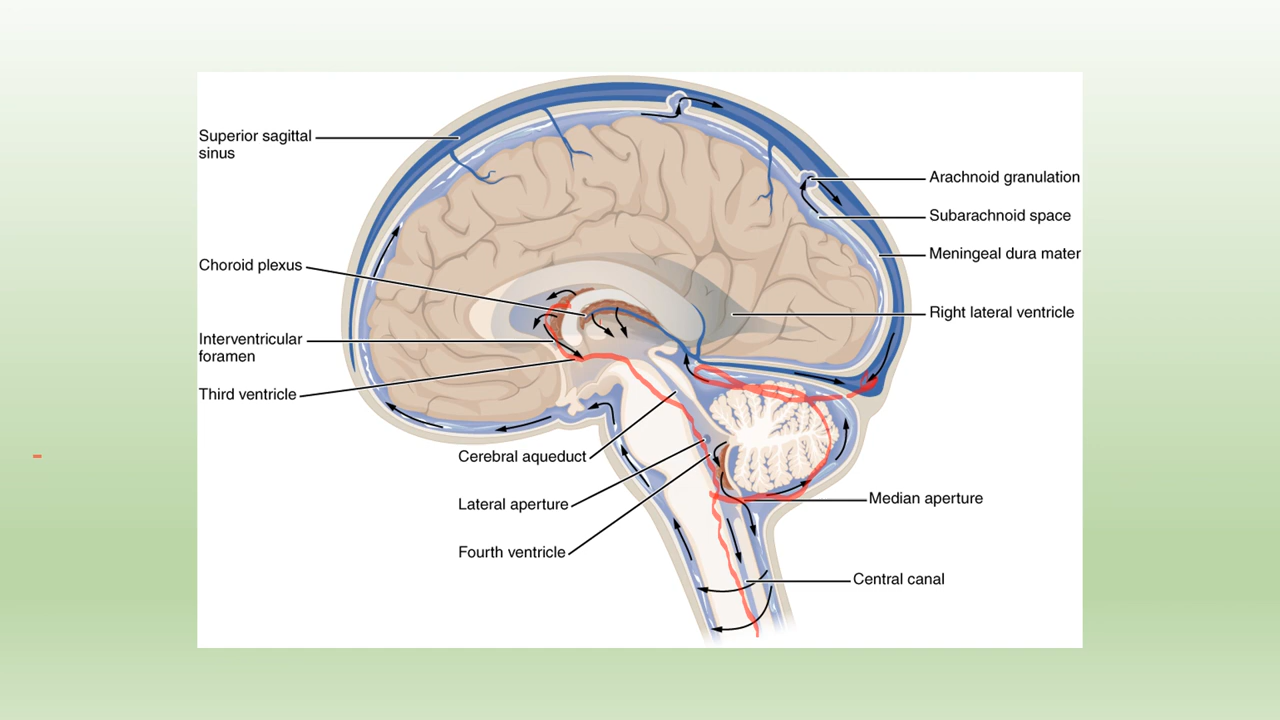 Superior sagittal
sinus
Choroid plexus
Interventricular
foramen
Third ventricle
Cerebral aqueduct
Lateral aperture
Fourth ventricle
Arachnoid granulation
Subarachnoid space
Meningeal dura mater
Right lateral ventricle
Median aperture
Central canal